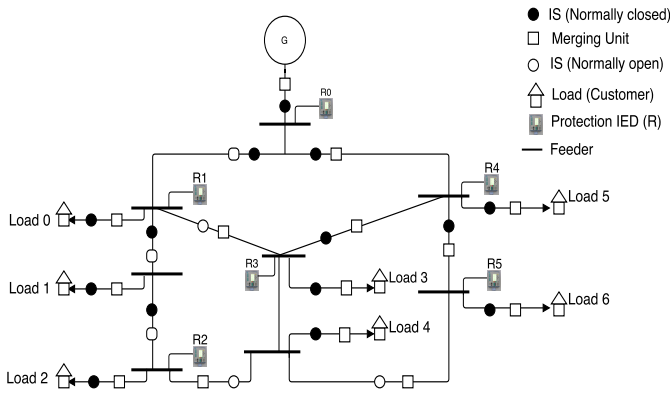 G
IS (Normally closed)
Merging Unit
IS (Normally open)
Load (Customer)
Protection IED (R)
Feeder
R0
R1
R4
Load 0
Load 5
R3
Load 3
R5
Load 1
Load 6
Load 4
R2
Load 2